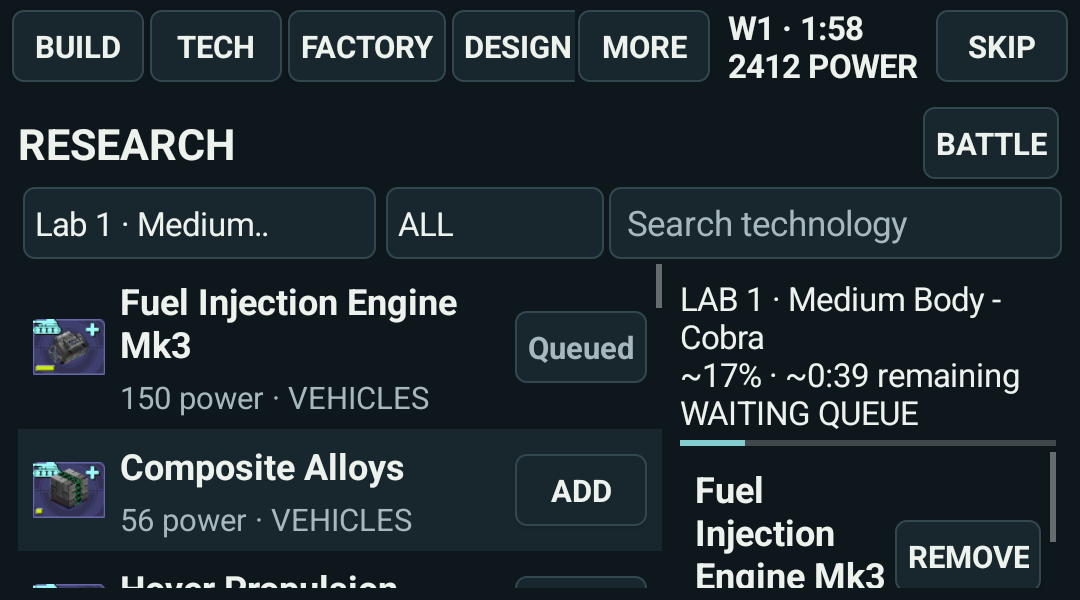 BUILD
TECH
FACTORY
DESIGN
MORE
W1 · 1:58
2412 POWER
SKIP
RESEARCH
BATTLE
Lab 1 · Medium..
ALL
Search technology
Fuel Injection Engine
Mk3
150 power · VEHICLES
Queued
Composite Alloys
56 power · VEHICLES
ADD
Hover Propulsion
LAB 1 · Medium Body -
Cobra
~17% · ~0:39 remaining
WAITING QUEUE
Fuel
Injection
Engine Mk3
REMOVE